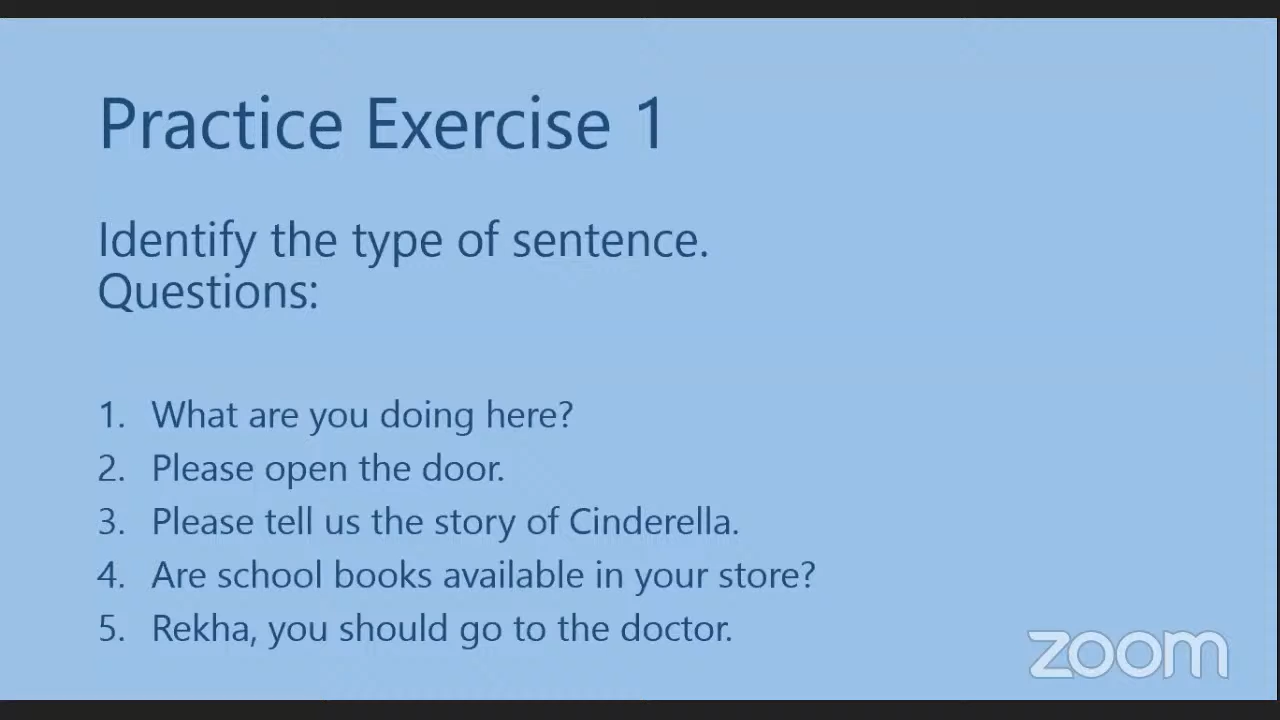 Practice Exercise 1
Identify the type of sentence.
Questions:
1. What are you doing here?
2. Please open the door.
3. Please tell us the story of Cinderella.
4. Are school books available in your store?
5. Rekha, you should go to the doctor.
zoom